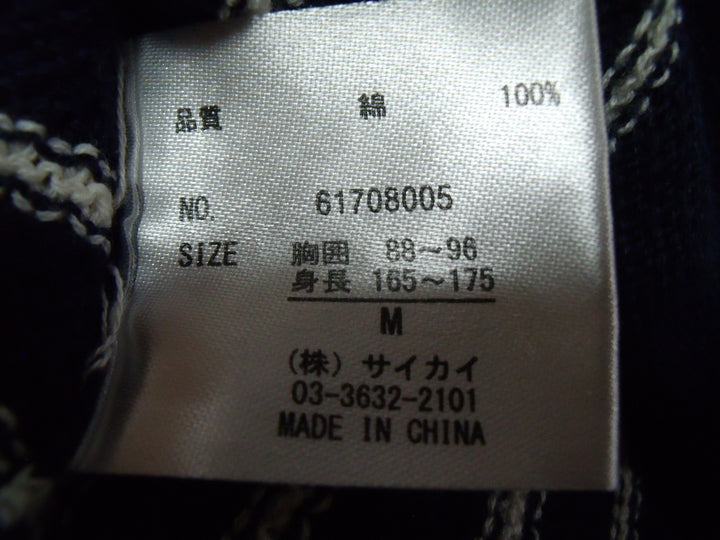 品質 綿 100%
NO. 61708005
SIZE 胸囲 88～96
身長 165～175
M
(株) サイカイ
03-3632-2101
MADE IN CHINA